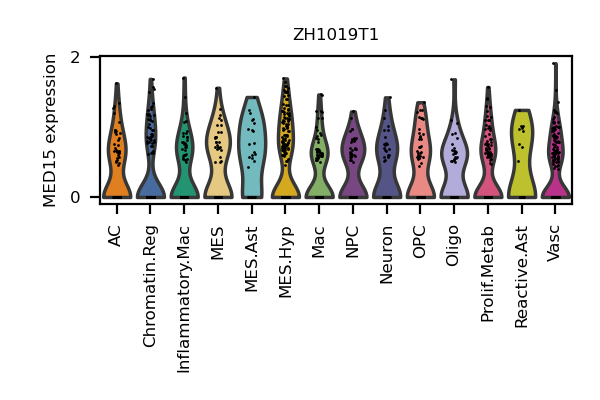 ZH1019T1
MED15 expression
2
0
AC
Chromatin.Reg
Inflammatory.Mac
MES
MES.Ast
MES.Hyp
Mac
NPC
Neuron
OPC
Oligo
Prolif.Metab
Reactive.Ast
Vasc